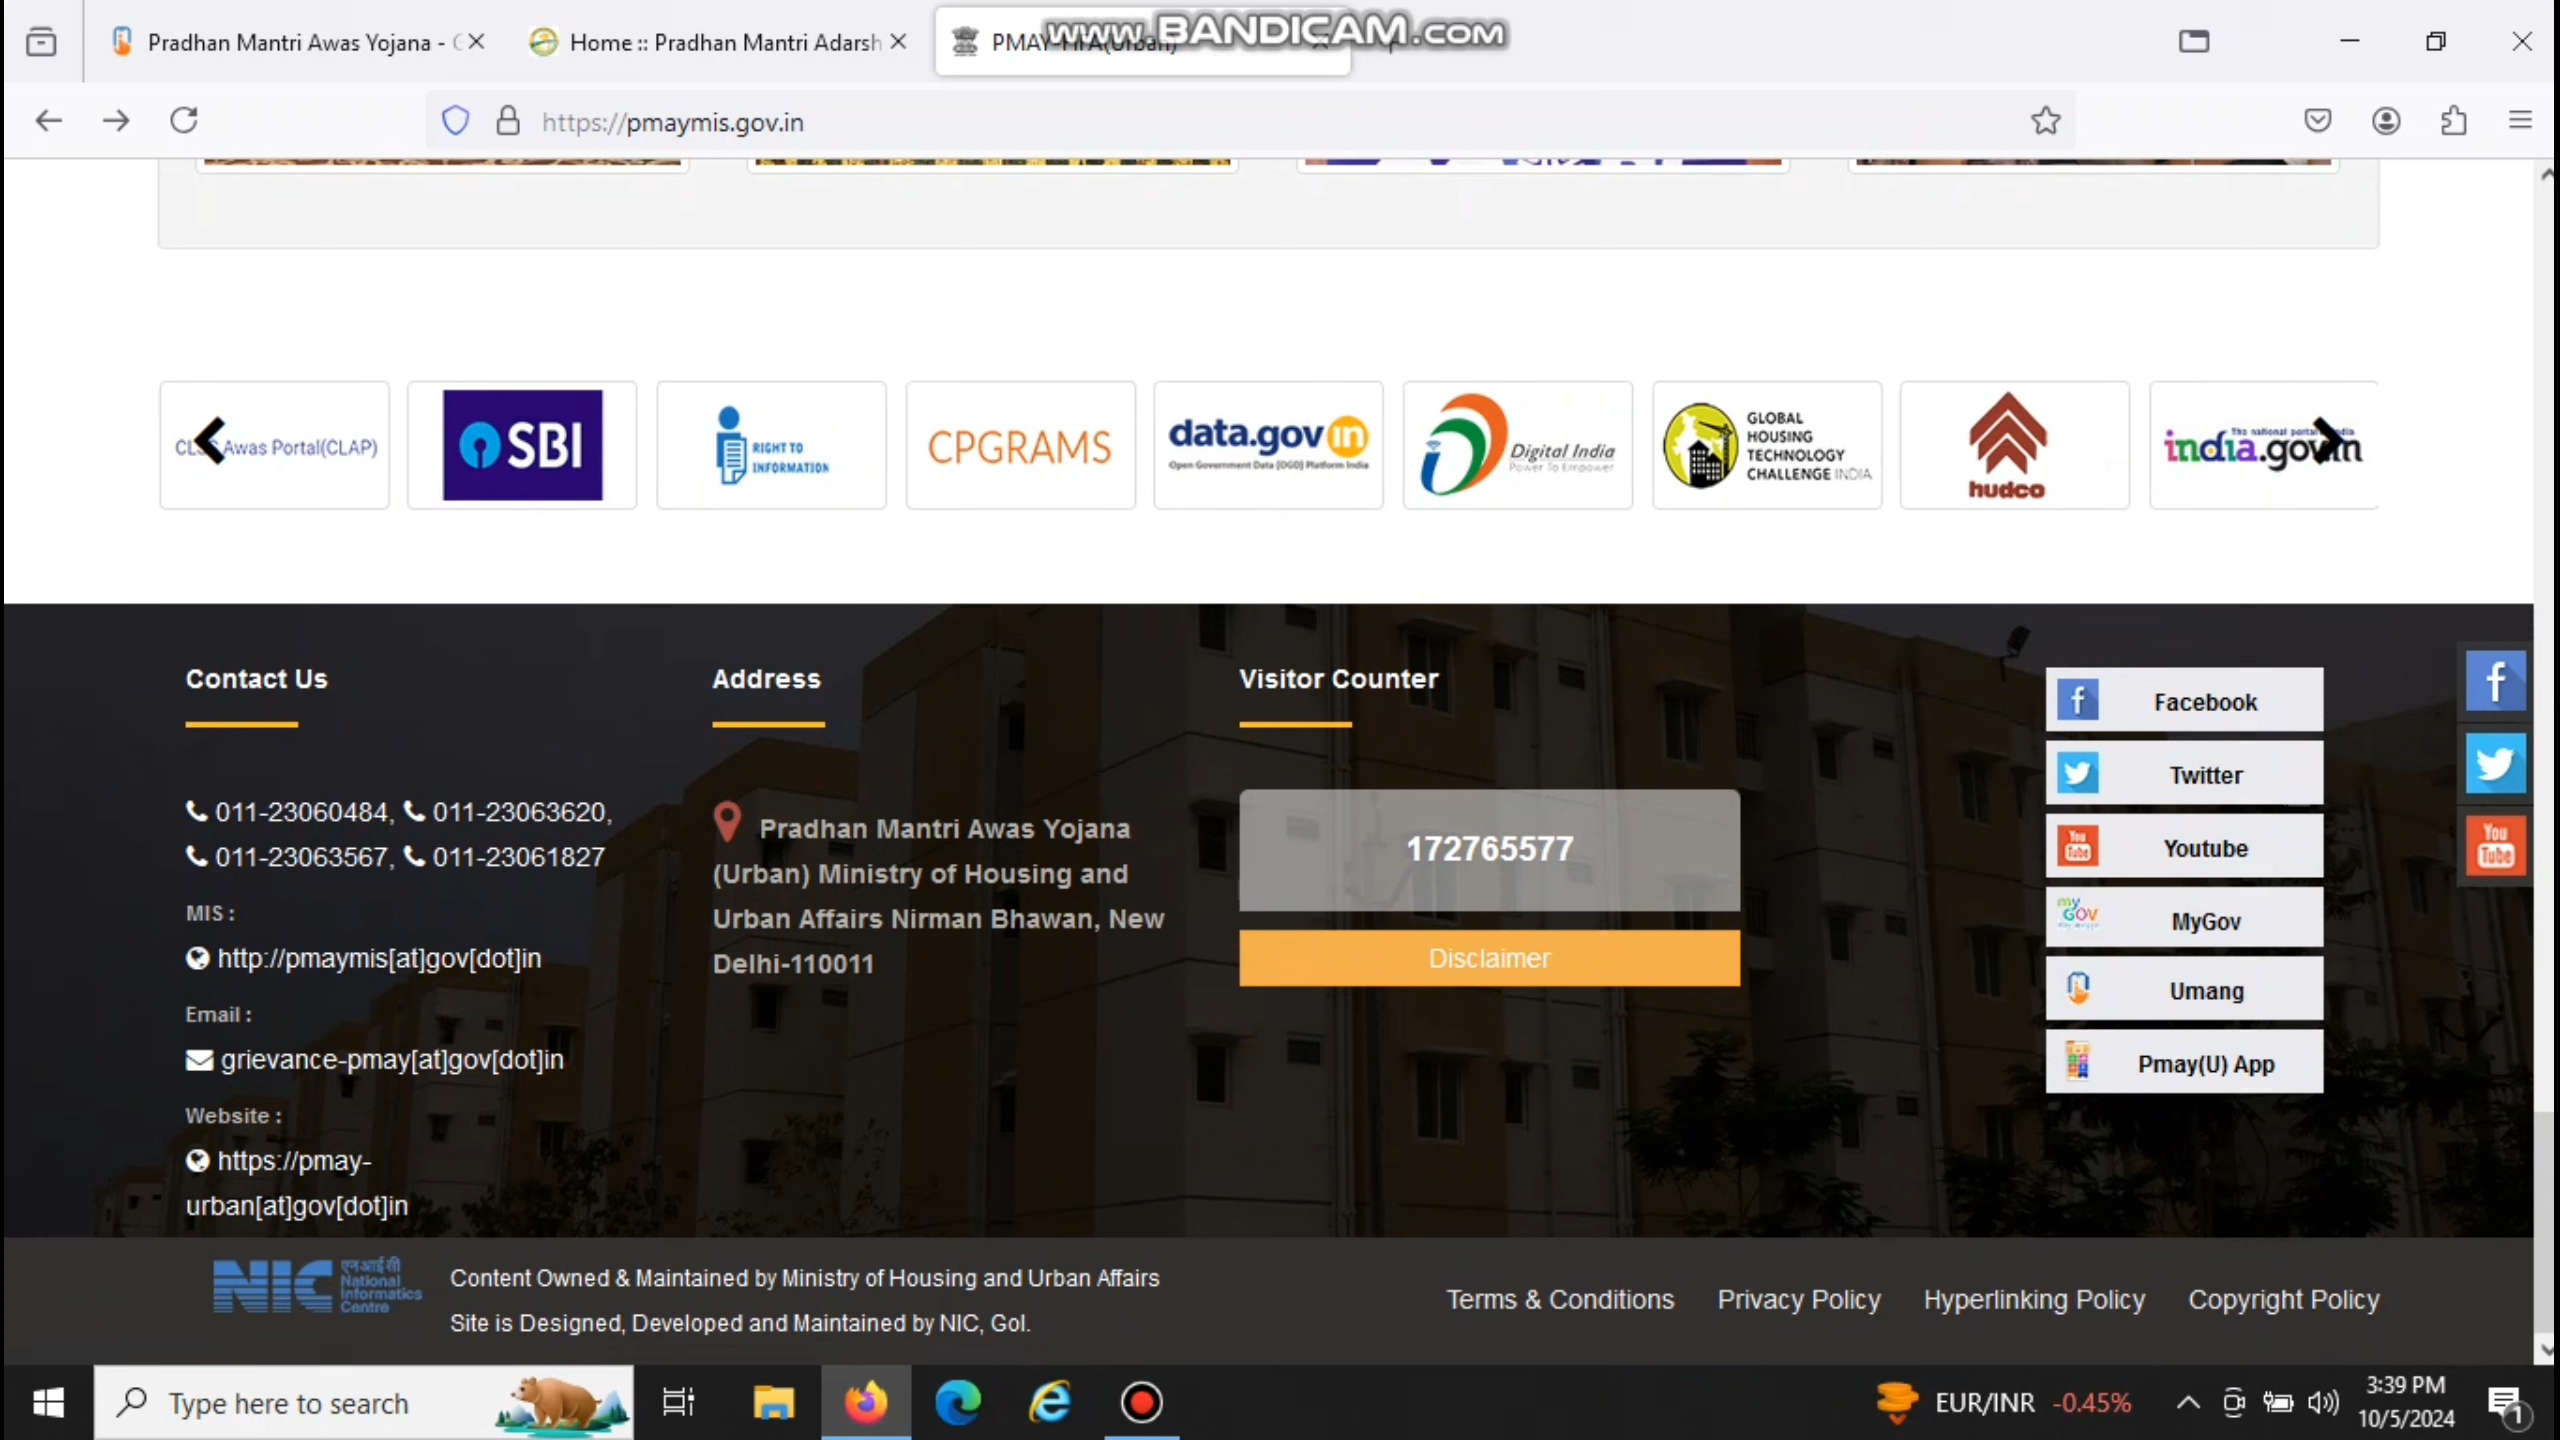 Pradhan Mantri Awas Yojana -
Home :: Pradhan Mantri Adarsh
PMAY-HFA(Urban)
www.BANDICAM.com
https://pmaymis.gov.in
CLSS Awas Portal(CLAP)
SBI
RIGHT TO
INFORMATION
CPGRAMS
data.gov in
Open Government Data (OGD) Platform India
Digital India
Power To Empower
GLOBAL
HOUSING
TECHNOLOGY
CHALLENGE INDIA
hudco
The national portal
india.gov.in
Contact Us
011-23060484, 011-23063620,
011-23063567, 011-23061827
MIS :
http://pmaymis[at]gov[dot]in
Email :
grievance-pmay[at]gov[dot]in
Website :
https://pmay-
urban[at]gov[dot]in
Address
Pradhan Mantri Awas Yojana
(Urban) Ministry of Housing and
Urban Affairs Nirman Bhawan, New
Delhi-110011
Visitor Counter
172765577
Disclaimer
Facebook
Twitter
Youtube
MyGov
Umang
Pmay(U) App
You
Tube
NIC
एनआईसी
National
Informatics
Centre
Content Owned & Maintained by Ministry of Housing and Urban Affairs
Site is Designed, Developed and Maintained by NIC, GoI.
Terms & Conditions Privacy Policy Hyperlinking Policy Copyright Policy
Type here to search
EUR/INR -0.45%
3:39 PM
10/5/2024
1